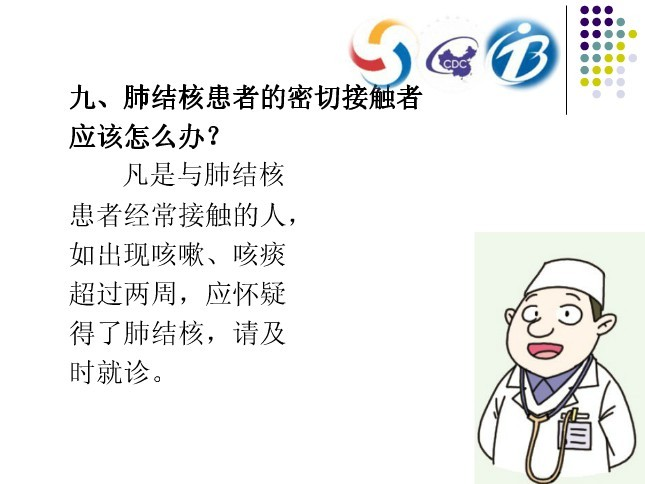 CDC
九、肺结核患者的密切接触者
应该怎么办？
凡是与肺结核
患者经常接触的人，
如出现咳嗽、咳痰
超过两周，应怀疑
得了肺结核，请及
时就诊。